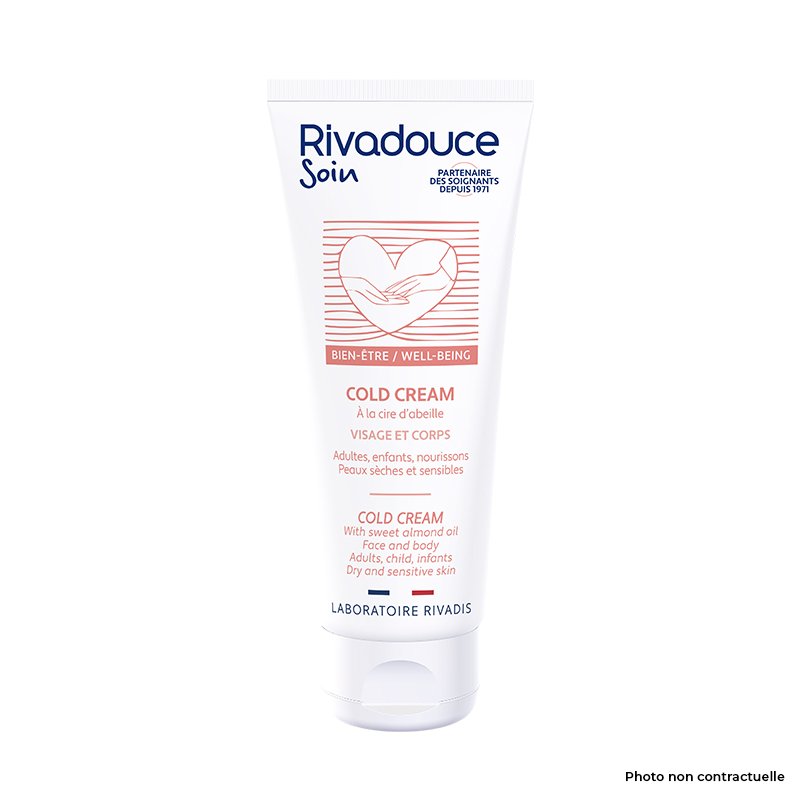 Rivadouce
Soin
PARTENAIRE
DES SOIGNANTS
DEPUIS 1971
BIEN-ÊTRE / WELL-BEING
COLD CREAM
À la cire d'abeille
VISAGE ET CORPS
Adultes, enfants, nourissons
Peaux sèches et sensibles
COLD CREAM
With sweet almond oil
Face and body
Adults, child, infants
Dry and sensitive skin
LABORATOIRE RIVADIS
Photo non contractuelle